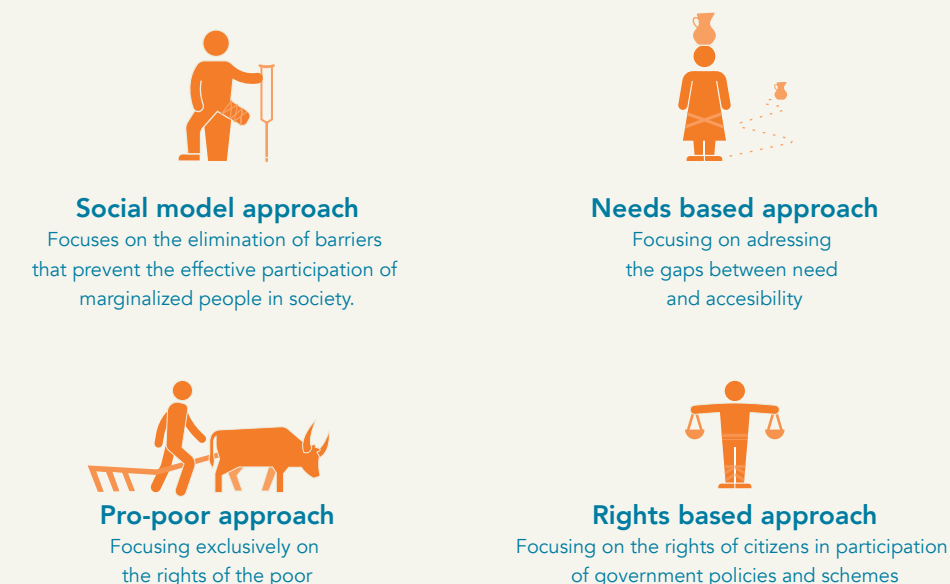 Social model approach
Focuses on the elimination of barriers
that prevent the effective participation of
marginalized people in society.
Needs based approach
Focusing on adressing
the gaps between need
and accesibility
Pro-poor approach
Focusing exclusively on
the rights of the poor
Rights based approach
Focusing on the rights of citizens in participation
of government policies and schemes